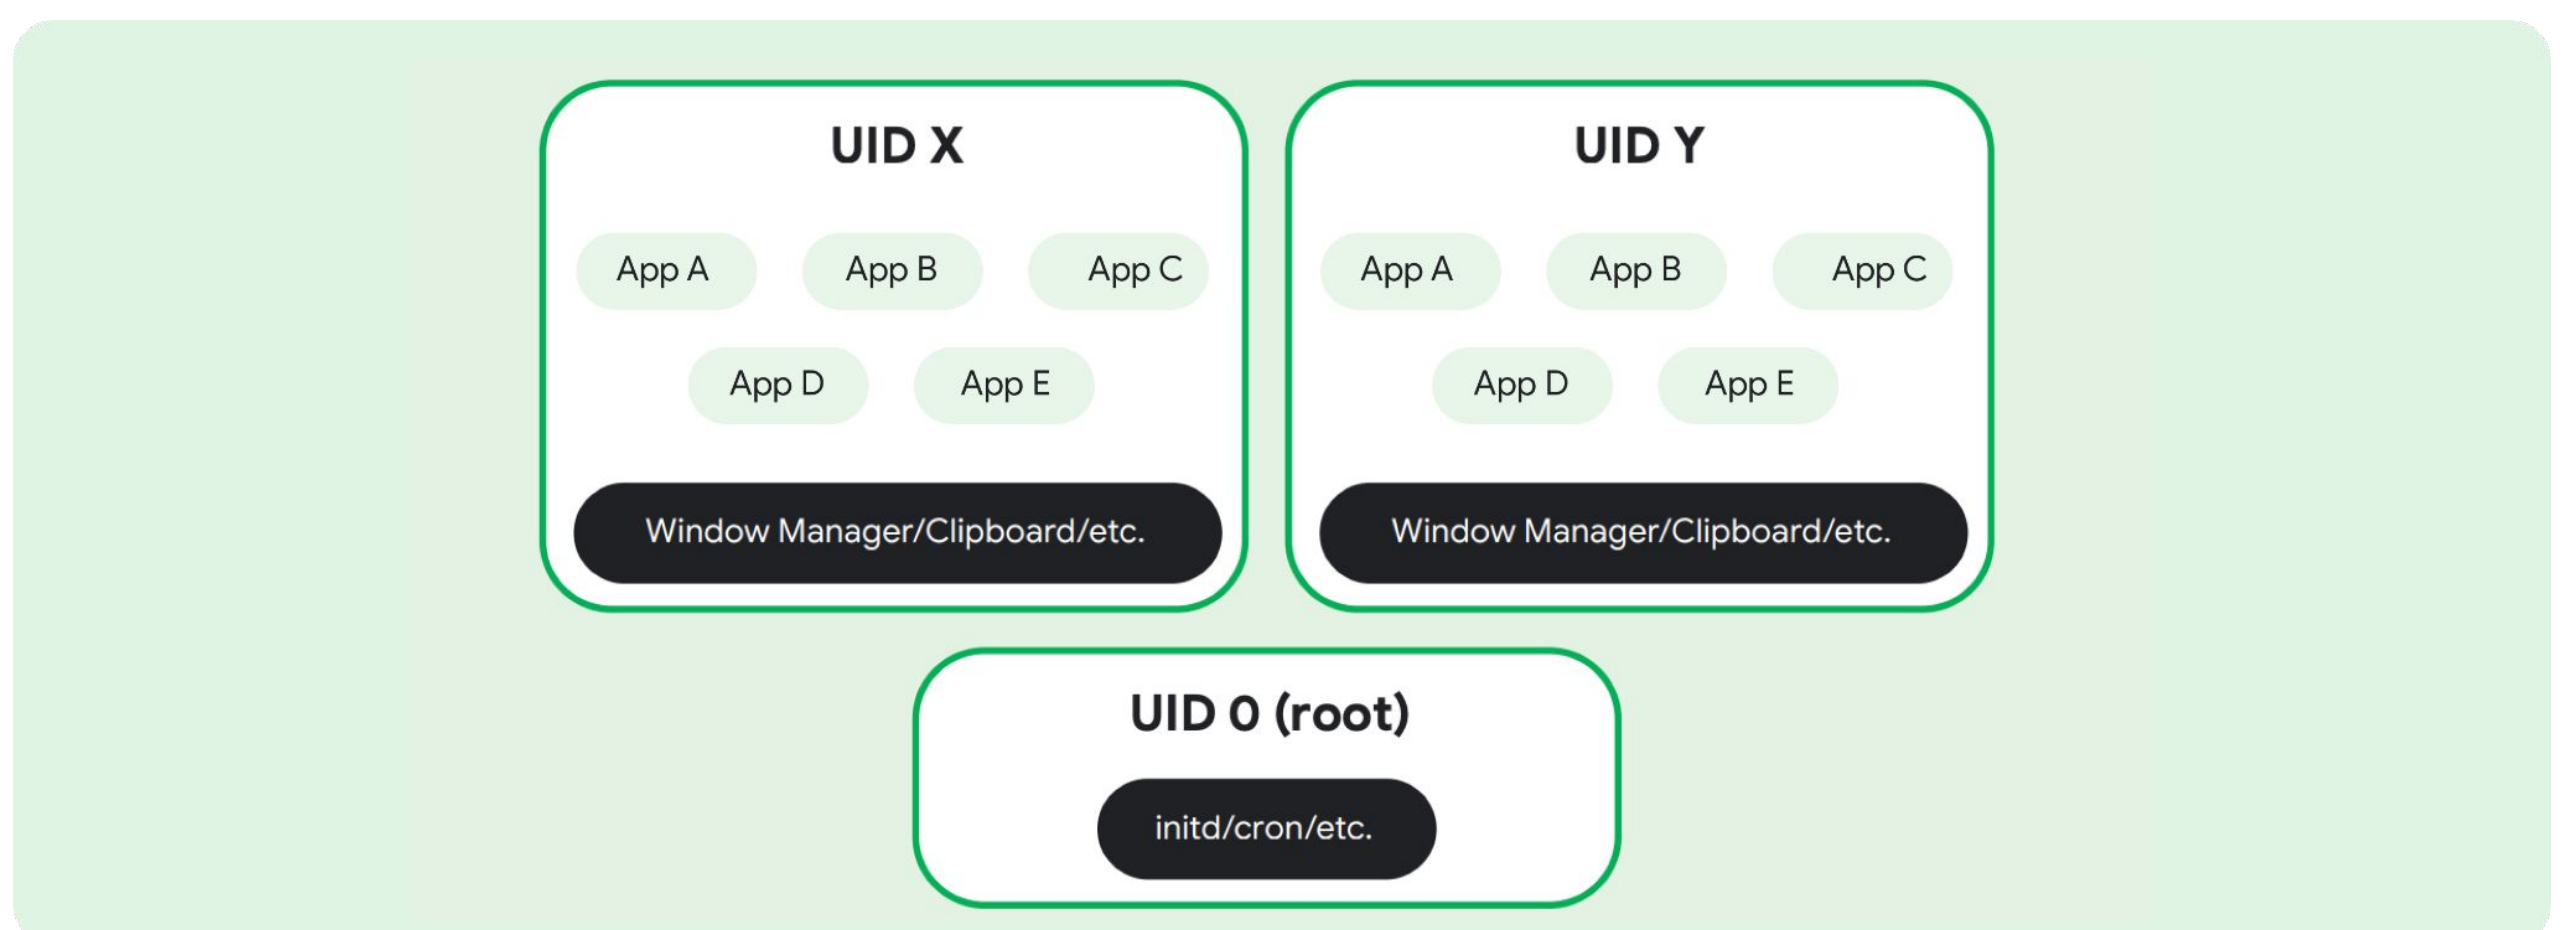 UID X
App A
App B
App C
App D
App E
Window Manager/Clipboard/etc.
UID Y
App A
App B
App C
App D
App E
Window Manager/Clipboard/etc.
UID 0 (root)
initd/cron/etc.